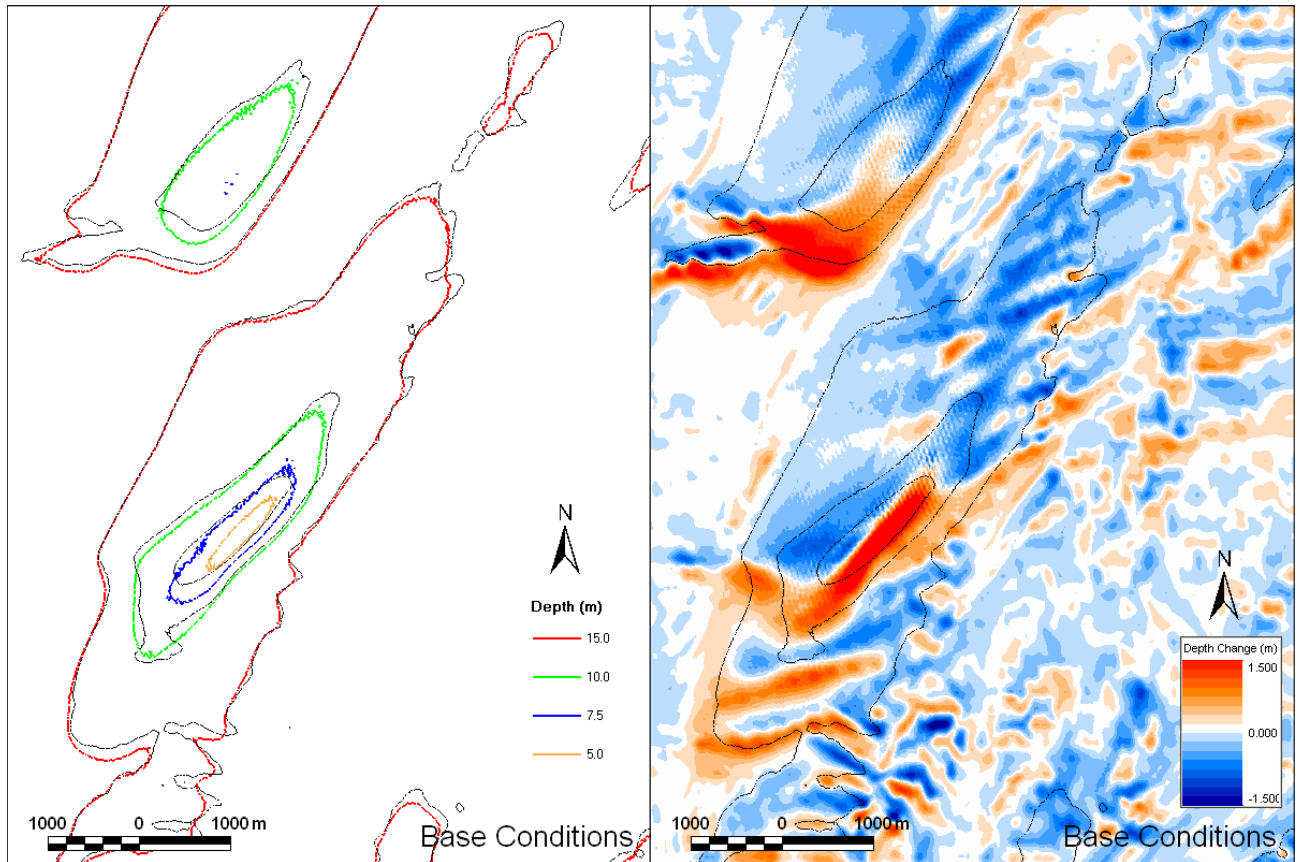 N
Depth (m)
15.0
10.0
7.5
5.0
1000 0 1000 m
Base Conditions
N
Depth Change (m)
1.500
0.000
-1.500
1000 0 1000 m
Base Conditions